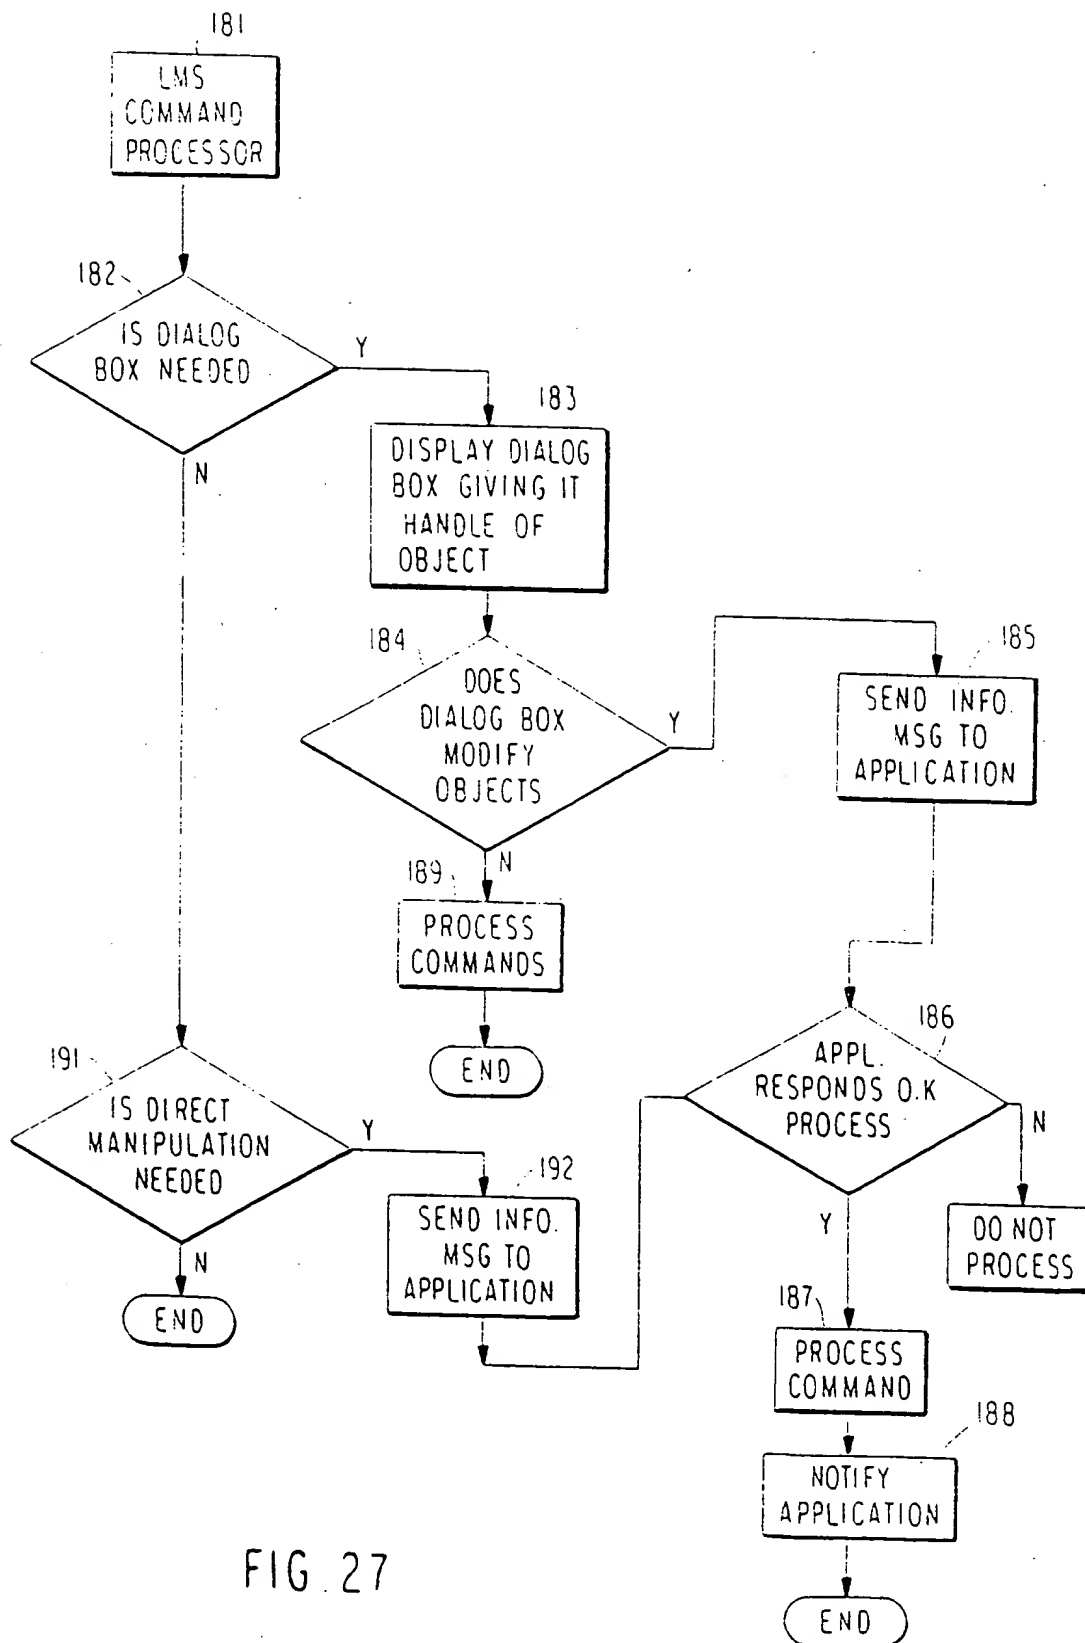 181
LMS
COMMAND
PROCESSOR
182
IS DIALOG
BOX NEEDED
Y
N
183
DISPLAY DIALOG
BOX GIVING IT
HANDLE OF
OBJECT
184
DOES
DIALOG BOX
MODIFY
OBJECTS
Y
N
185
SEND INFO.
MSG TO
APPLICATION
189
PROCESS
COMMANDS
END
186
APPL.
RESPONDS O.K
PROCESS
N
Y
DO NOT
PROCESS
191
IS DIRECT
MANIPULATION
NEEDED
Y
N
END
192
SEND INFO.
MSG TO
APPLICATION
187
PROCESS
COMMAND
188
NOTIFY
APPLICATION
END
FIG. 27